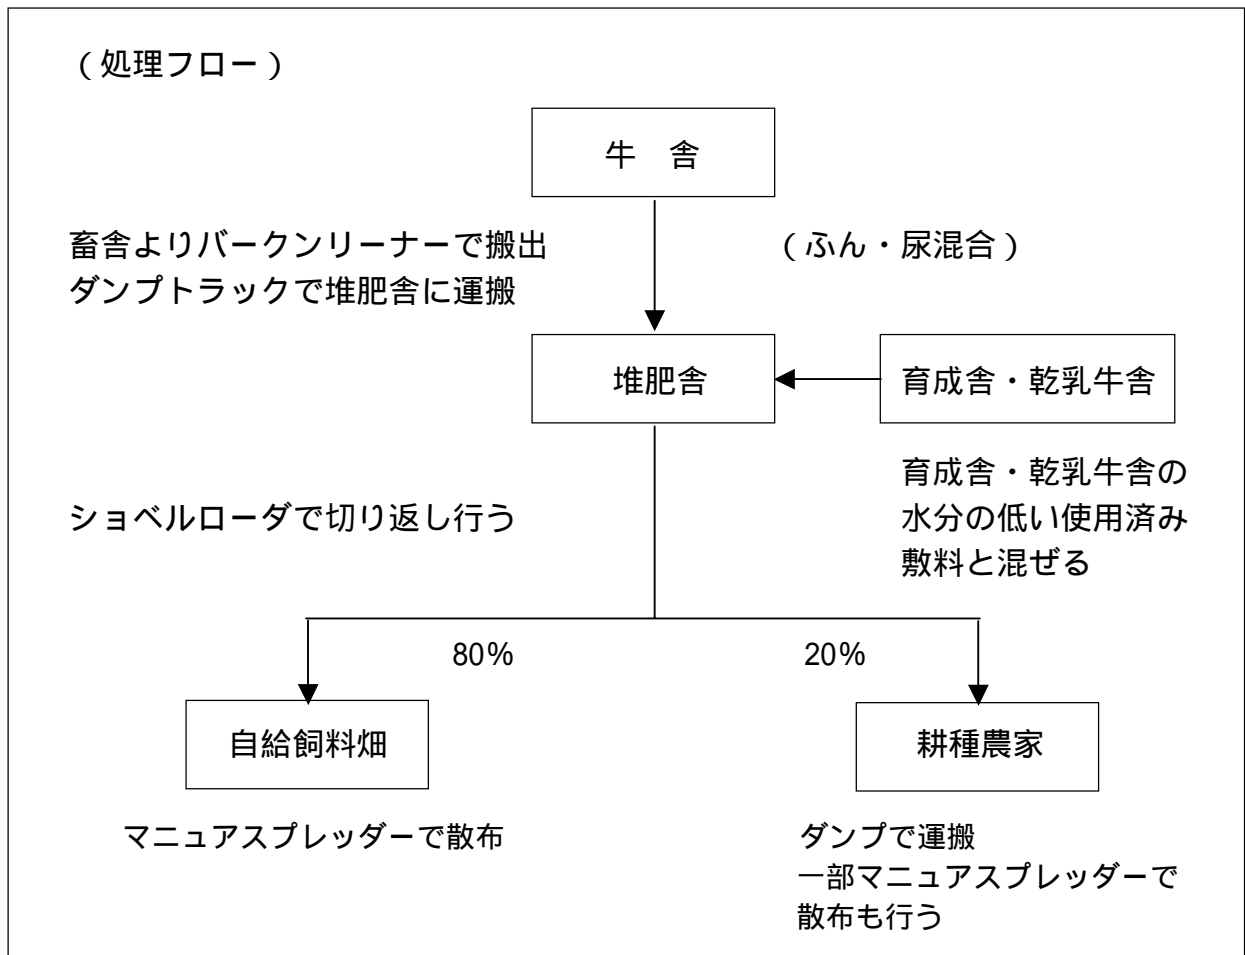 （処理フロー）
牛　舎
畜舎よりバークンリーナーで搬出
ダンプトラックで堆肥舎に運搬
（ふん・尿混合）
堆肥舎
育成舎・乾乳牛舎
育成舎・乾乳牛舎の
水分の低い使用済み
敷料と混ぜる
ショベルローダで切り返し行う
80%
20%
自給飼料畑
耕種農家
マニュアスプレッダーで散布
ダンプで運搬
一部マニュアスプレッダーで
散布も行う